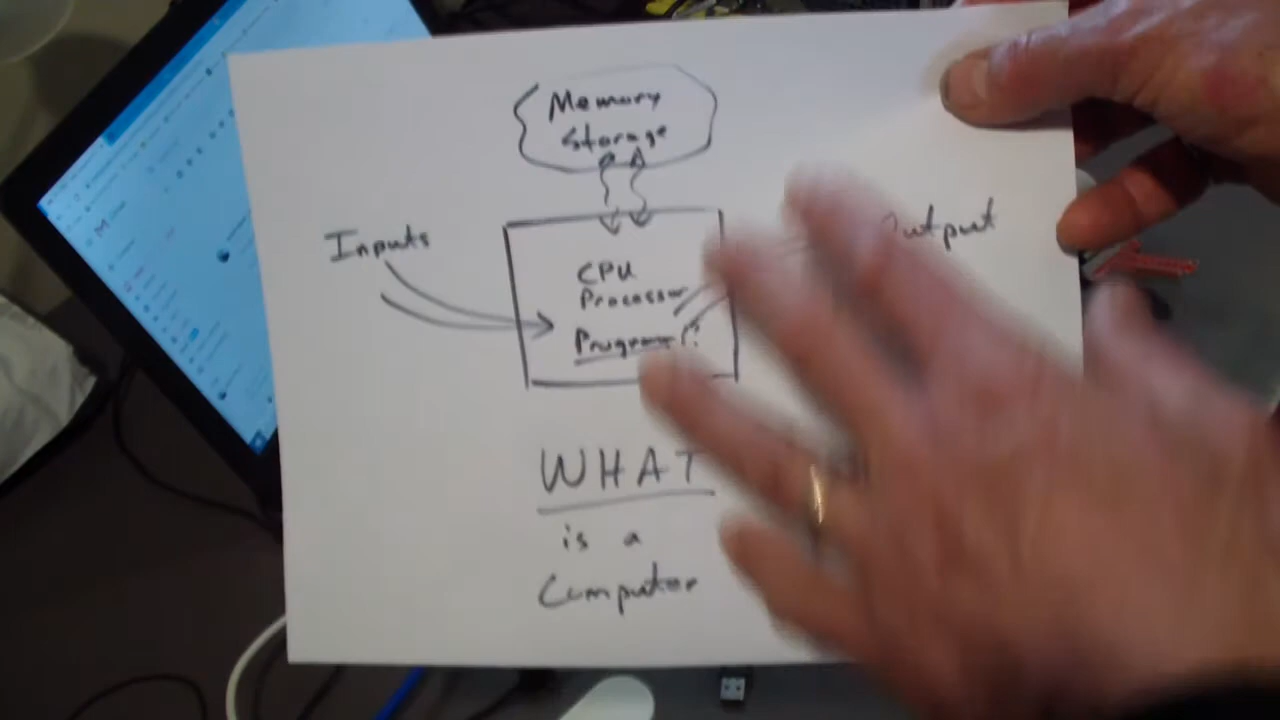 Memory
Storage
Inputs
Output
CPU
Processor
Program
WHAT
is a
Computer